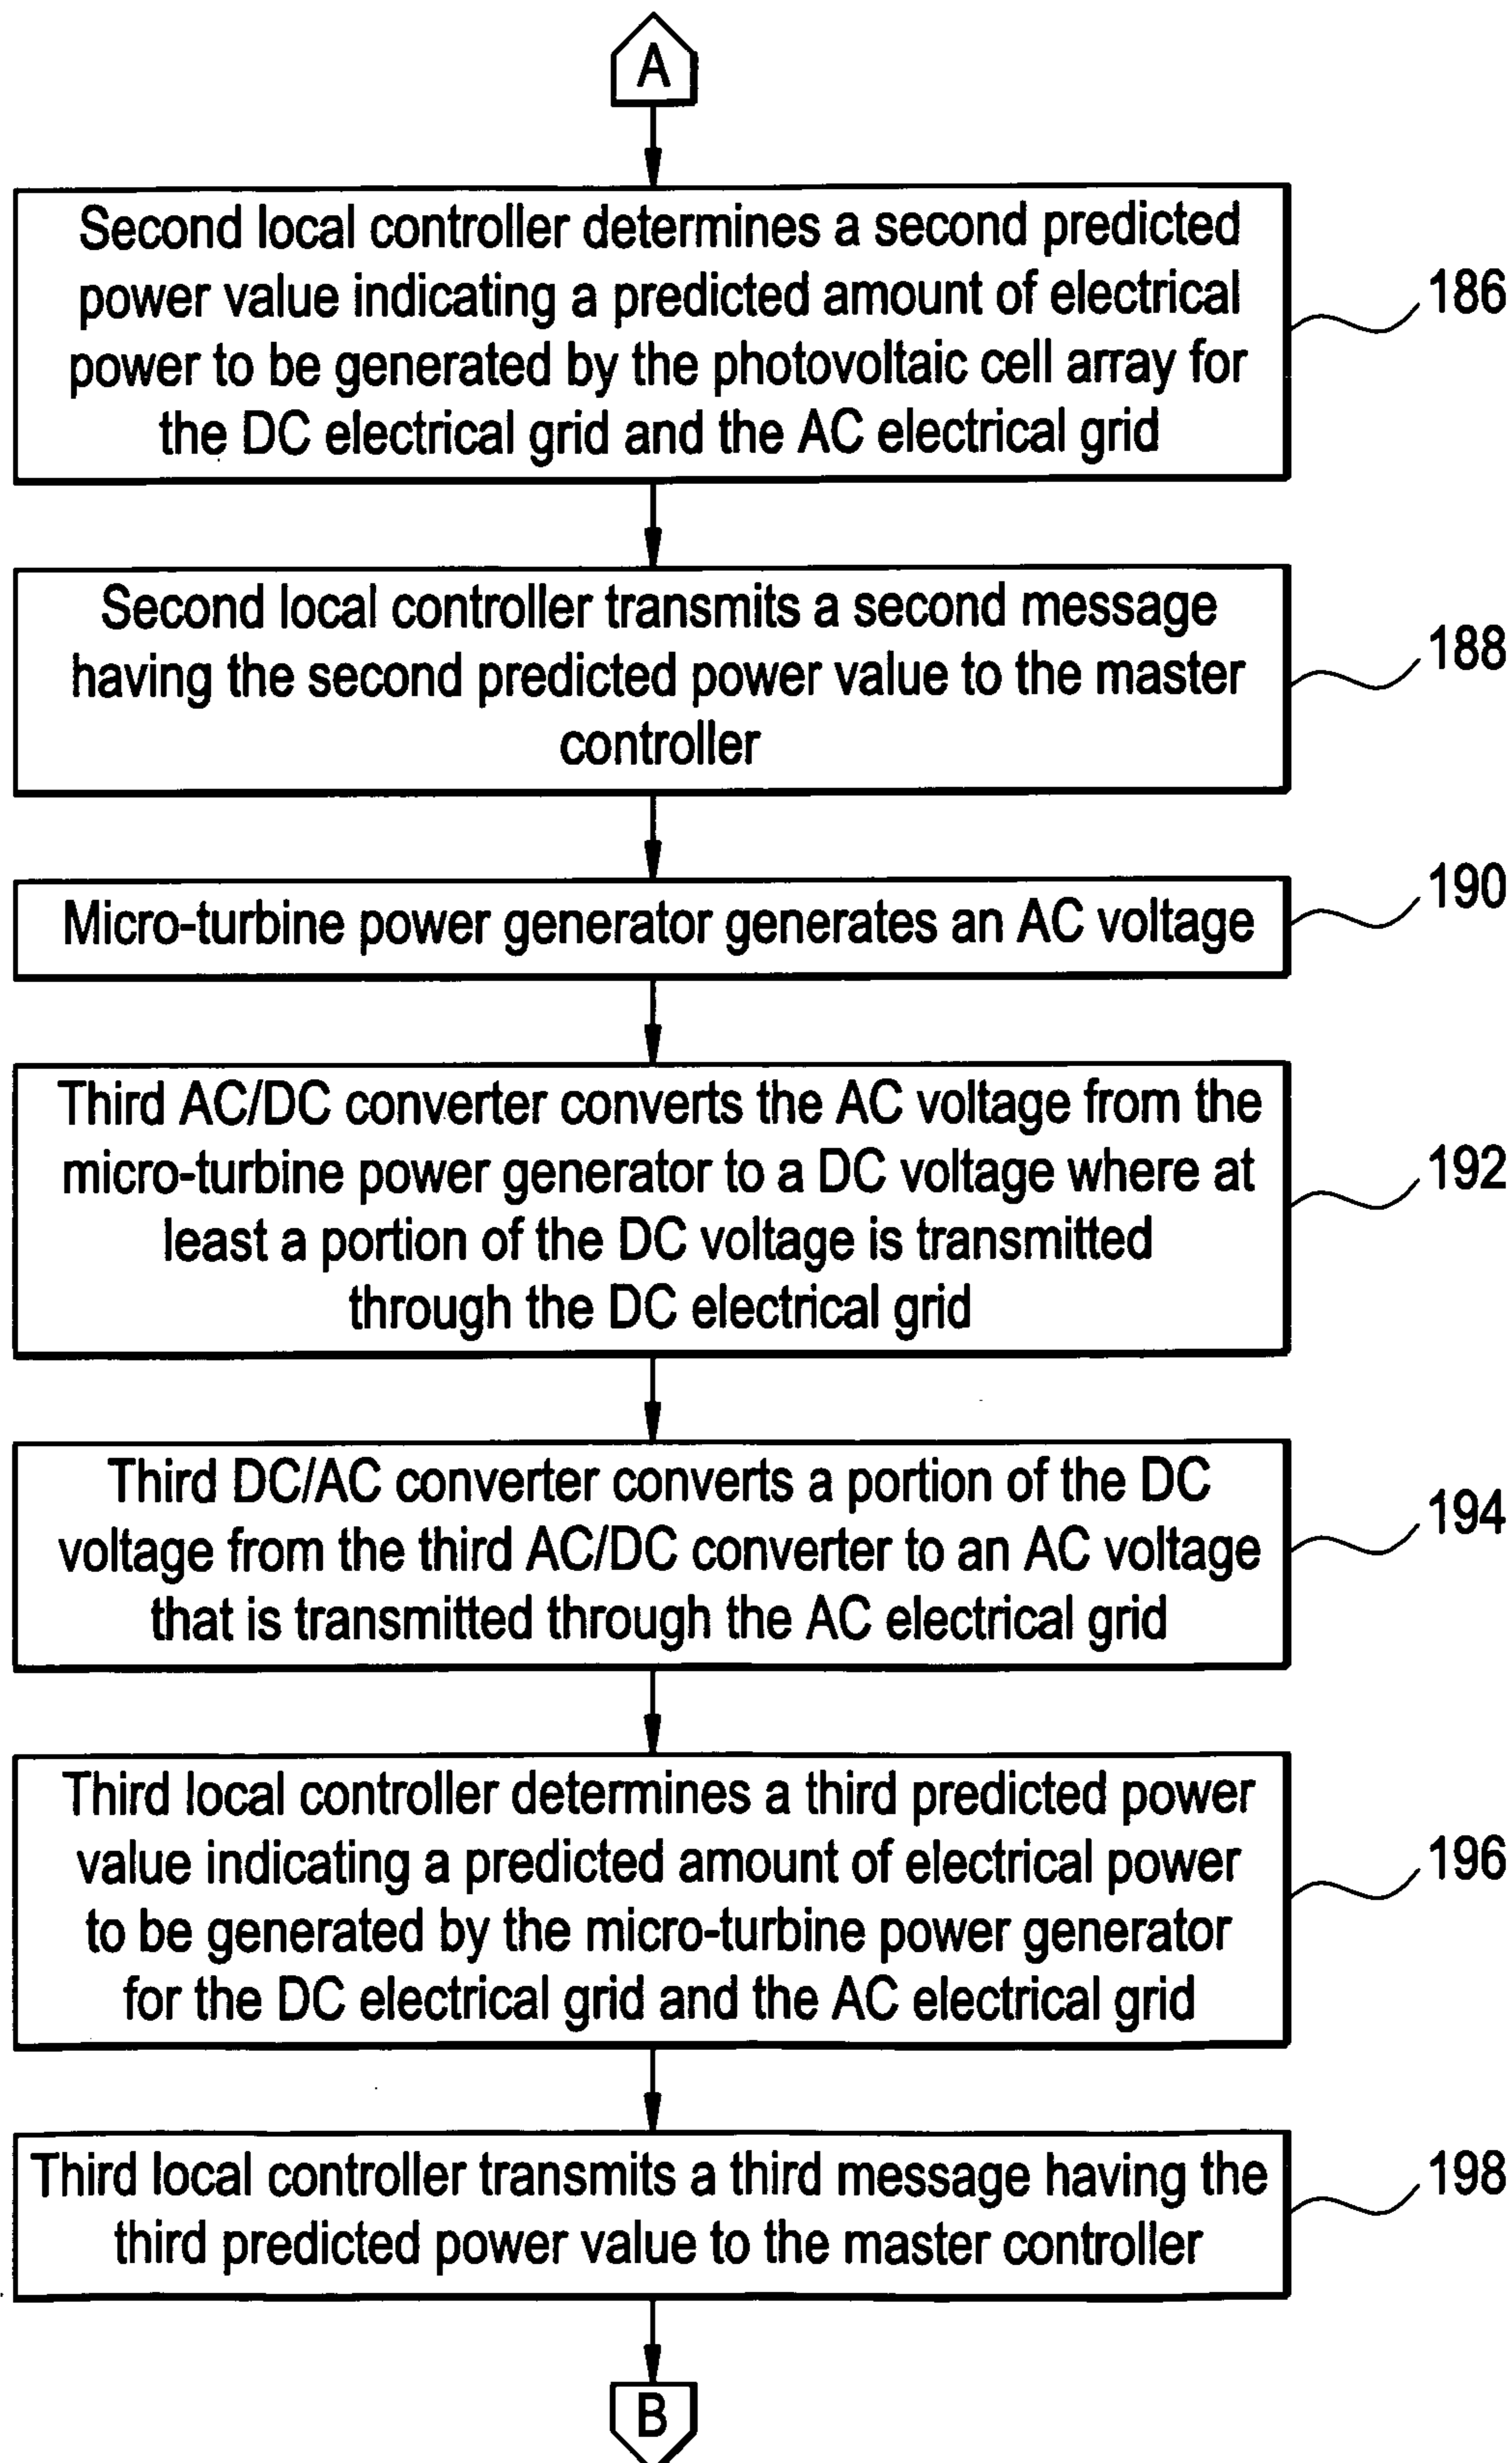 A
Second local controller determines a second predicted
power value indicating a predicted amount of electrical
power to be generated by the photovoltaic cell array for
the DC electrical grid and the AC electrical grid
186
Second local controller transmits a second message
having the second predicted power value to the master
controller
188
Micro-turbine power generator generates an AC voltage
190
Third AC/DC converter converts the AC voltage from the
micro-turbine power generator to a DC voltage where at
least a portion of the DC voltage is transmitted
through the DC electrical grid
192
Third DC/AC converter converts a portion of the DC
voltage from the third AC/DC converter to an AC voltage
that is transmitted through the AC electrical grid
194
Third local controller determines a third predicted power
value indicating a predicted amount of electrical power
to be generated by the micro-turbine power generator
for the DC electrical grid and the AC electrical grid
196
Third local controller transmits a third message having the
third predicted power value to the master controller
198
B